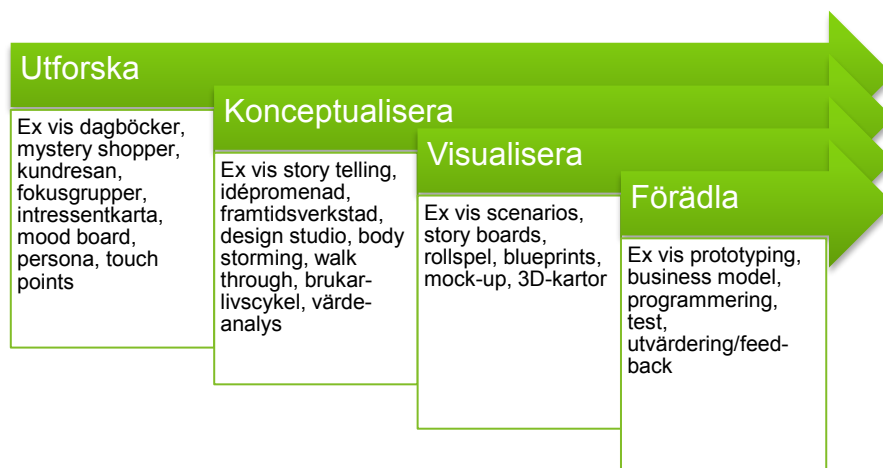 Utforska
Ex vis dagböcker,
mystery shopper,
kundresan,
fokusgrupper,
intressentkarta,
mood board,
persona, touch
points
Konceptualisera
Ex vis story telling,
idépromenad,
framtidsverkstad,
design studio, body
storming, walk
through, brukar-
livscykel, värde-
analys
Visualisera
Ex vis scenarios,
story boards,
rollspel, blueprints,
mock-up, 3D-kartor
Förädla
Ex vis prototyping,
business model,
programmering,
test,
utvärdering/feed-
back